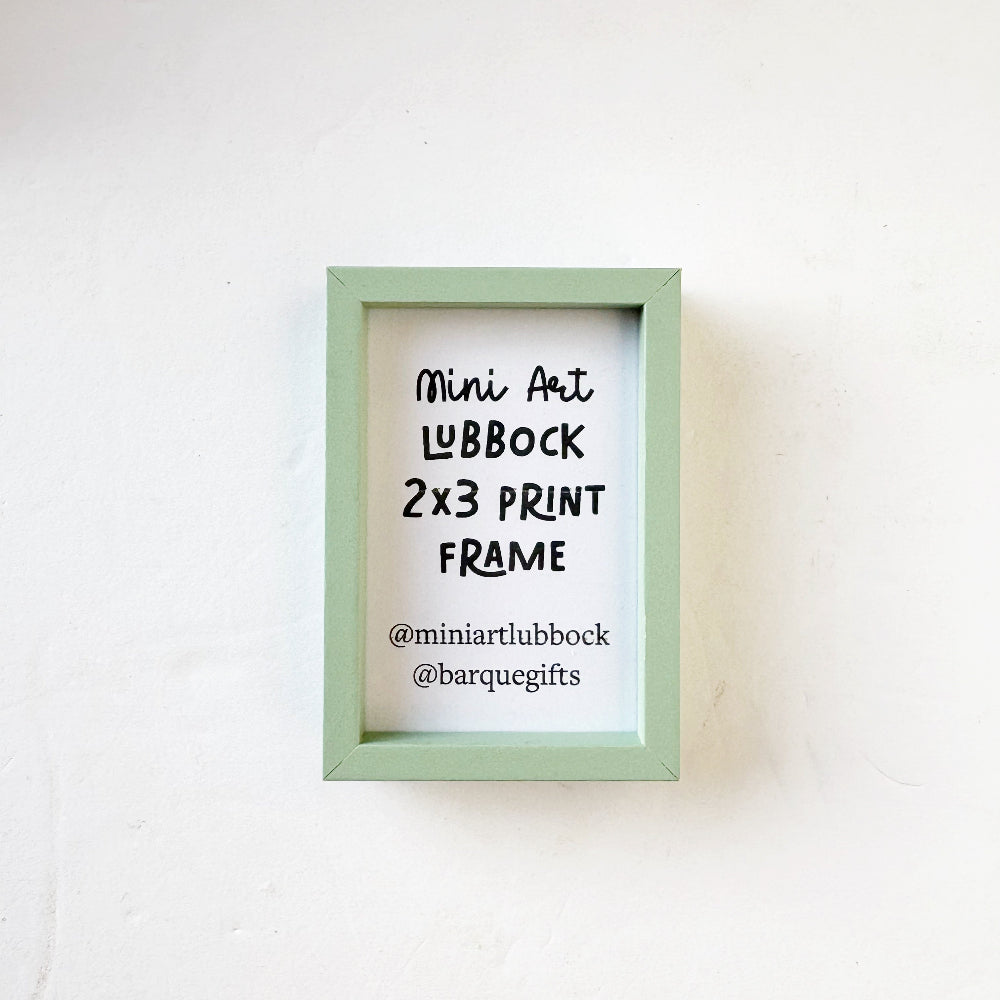 Mini Art
LUBBOCK
2x3 PRINT
FRAME
@miniartlubbock
@barquegifts